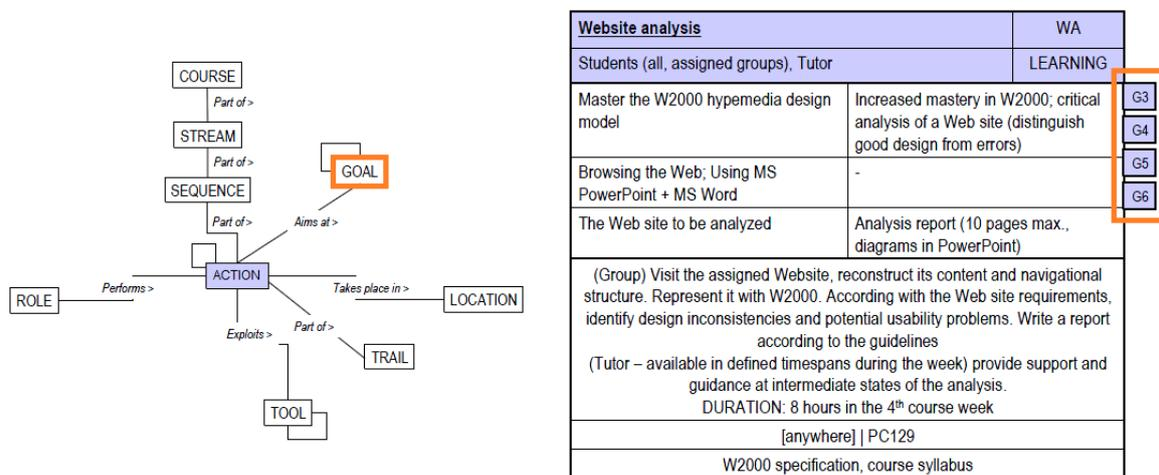 COURSE
Part of >
STREAM
Part of >
SEQUENCE
Part of >
GOAL
Aims at >
ACTION
Performs >
ROLE
Takes place in >
LOCATION
Exploits >
Part of >
TRAIL
TOOL
Website analysis
WA
Students (all, assigned groups), Tutor
LEARNING
Master the W2000 hypemedia design
model
Increased mastery in W2000; critical
analysis of a Web site (distinguish
good design from errors)
Browsing the Web; Using MS
PowerPoint + MS Word
-
The Web site to be analyzed
Analysis report (10 pages max.,
diagrams in PowerPoint)
G3
G4
G5
G6
(Group) Visit the assigned Website, reconstruct its content and navigational
structure. Represent it with W2000. According with the Web site requirements,
identify design inconsistencies and potential usability problems. Write a report
according to the guidelines
(Tutor – available in defined timespans during the week) provide support and
guidance at intermediate states of the analysis.
DURATION: 8 hours in the 4th course week
[anywhere] | PC129
W2000 specification, course syllabus